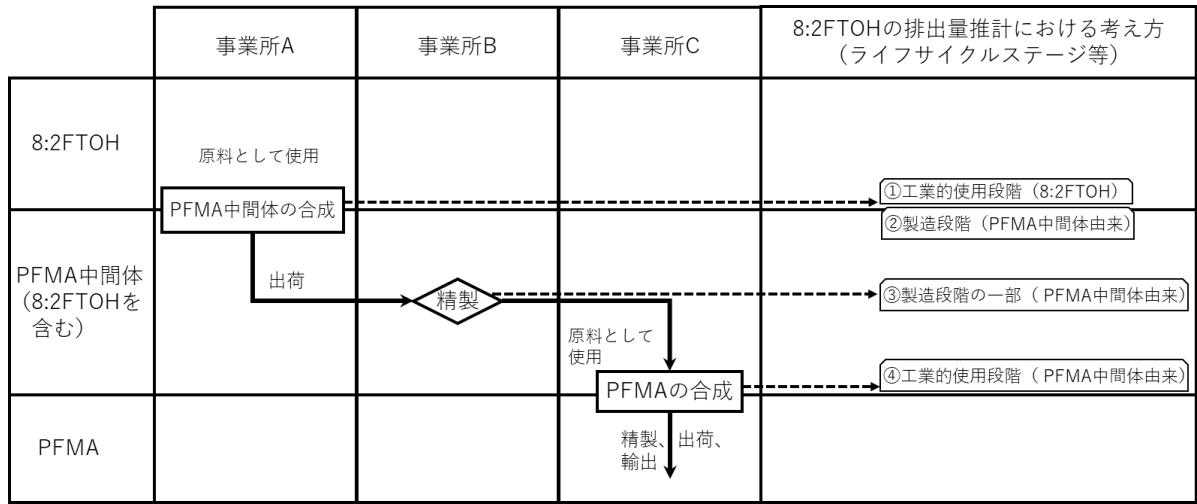 事業所A
事業所B
事業所C
8:2FTOHの排出量推計における考え方
（ライフサイクルステージ等）
8:2FTOH
原料として使用
PFMA中間体の合成
①工業的使用段階（8:2FTOH）
②製造段階（PFMA中間体由来）
PFMA中間体
（8:2FTOHを
含む）
出荷
精製
③製造段階の一部（ PFMA中間体由来）
原料として
使用
PFMAの合成
④工業的使用段階（ PFMA中間体由来）
PFMA
精製、出荷、
輸出